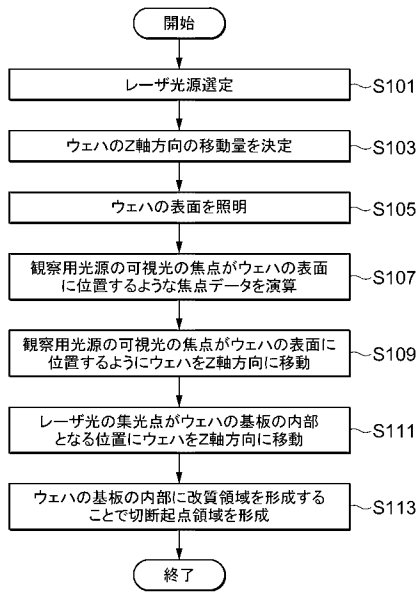 開始
レーザ光源選定
S101
ウェハのZ軸方向の移動量を決定
S103
ウェハの表面を照明
S105
観察用光源の可視光の焦点がウェハの表面
に位置するような焦点データを演算
S107
観察用光源の可視光の焦点がウェハの表面に
位置するようにウェハをZ軸方向に移動
S109
レーザ光の集光点がウェハの基板の内部
となる位置にウェハをZ軸方向に移動
S111
ウェハの基板の内部に改質領域を形成する
ことで切断起点領域を形成
S113
終了